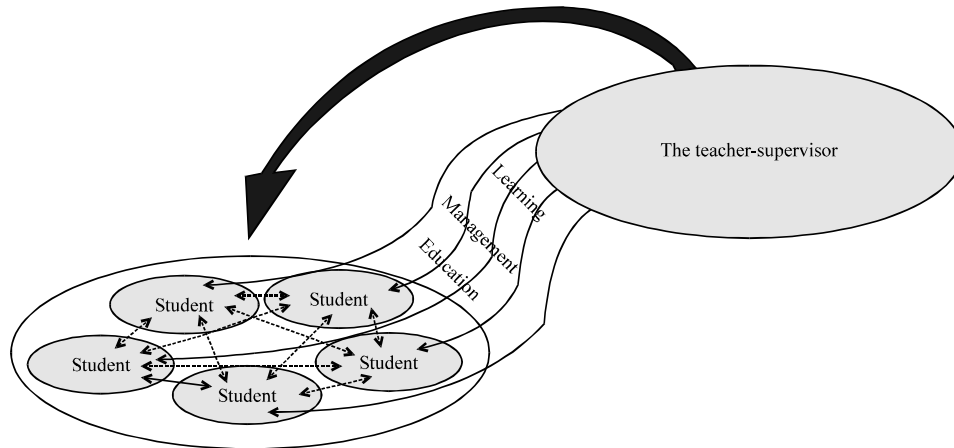 The teacher-supervisor
Learning
Management
Education
Student
Student
Student
Student
Student